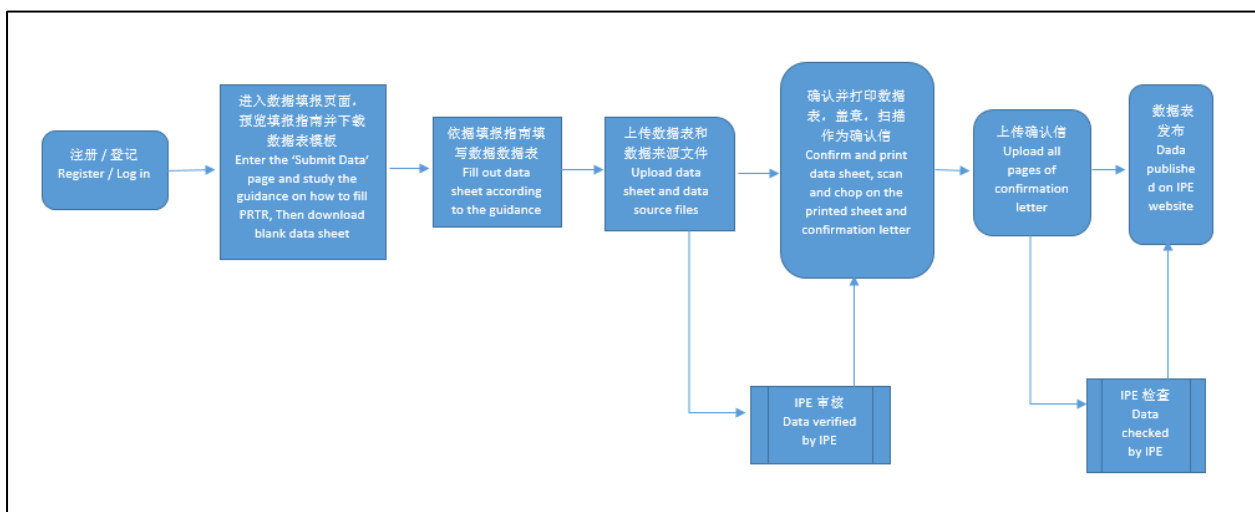 注册 / 登记
Register / Log in
进入数据填报页面，
预览填报指南并下载
数据表模板
Enter the ‘Submit Data’
page and study the
guidance on how to fill
PRTR, Then download
blank data sheet
依据填报指南填
写数据数据表
Fill out data
sheet according
to the guidance
上传数据表和
数据来源文件
Upload data
sheet and data
source files
确认并打印数据
表，盖章，扫描
作为确认信
Confirm and print
data sheet, scan
and chop on the
printed sheet and
confirmation letter
上传确认信
Upload all
pages of
confirmation
letter
数据表
发布
Dada
publishe
d on IPE
website
IPE 审核
Data verified
by IPE
IPE 检查
Data
checked
by IPE